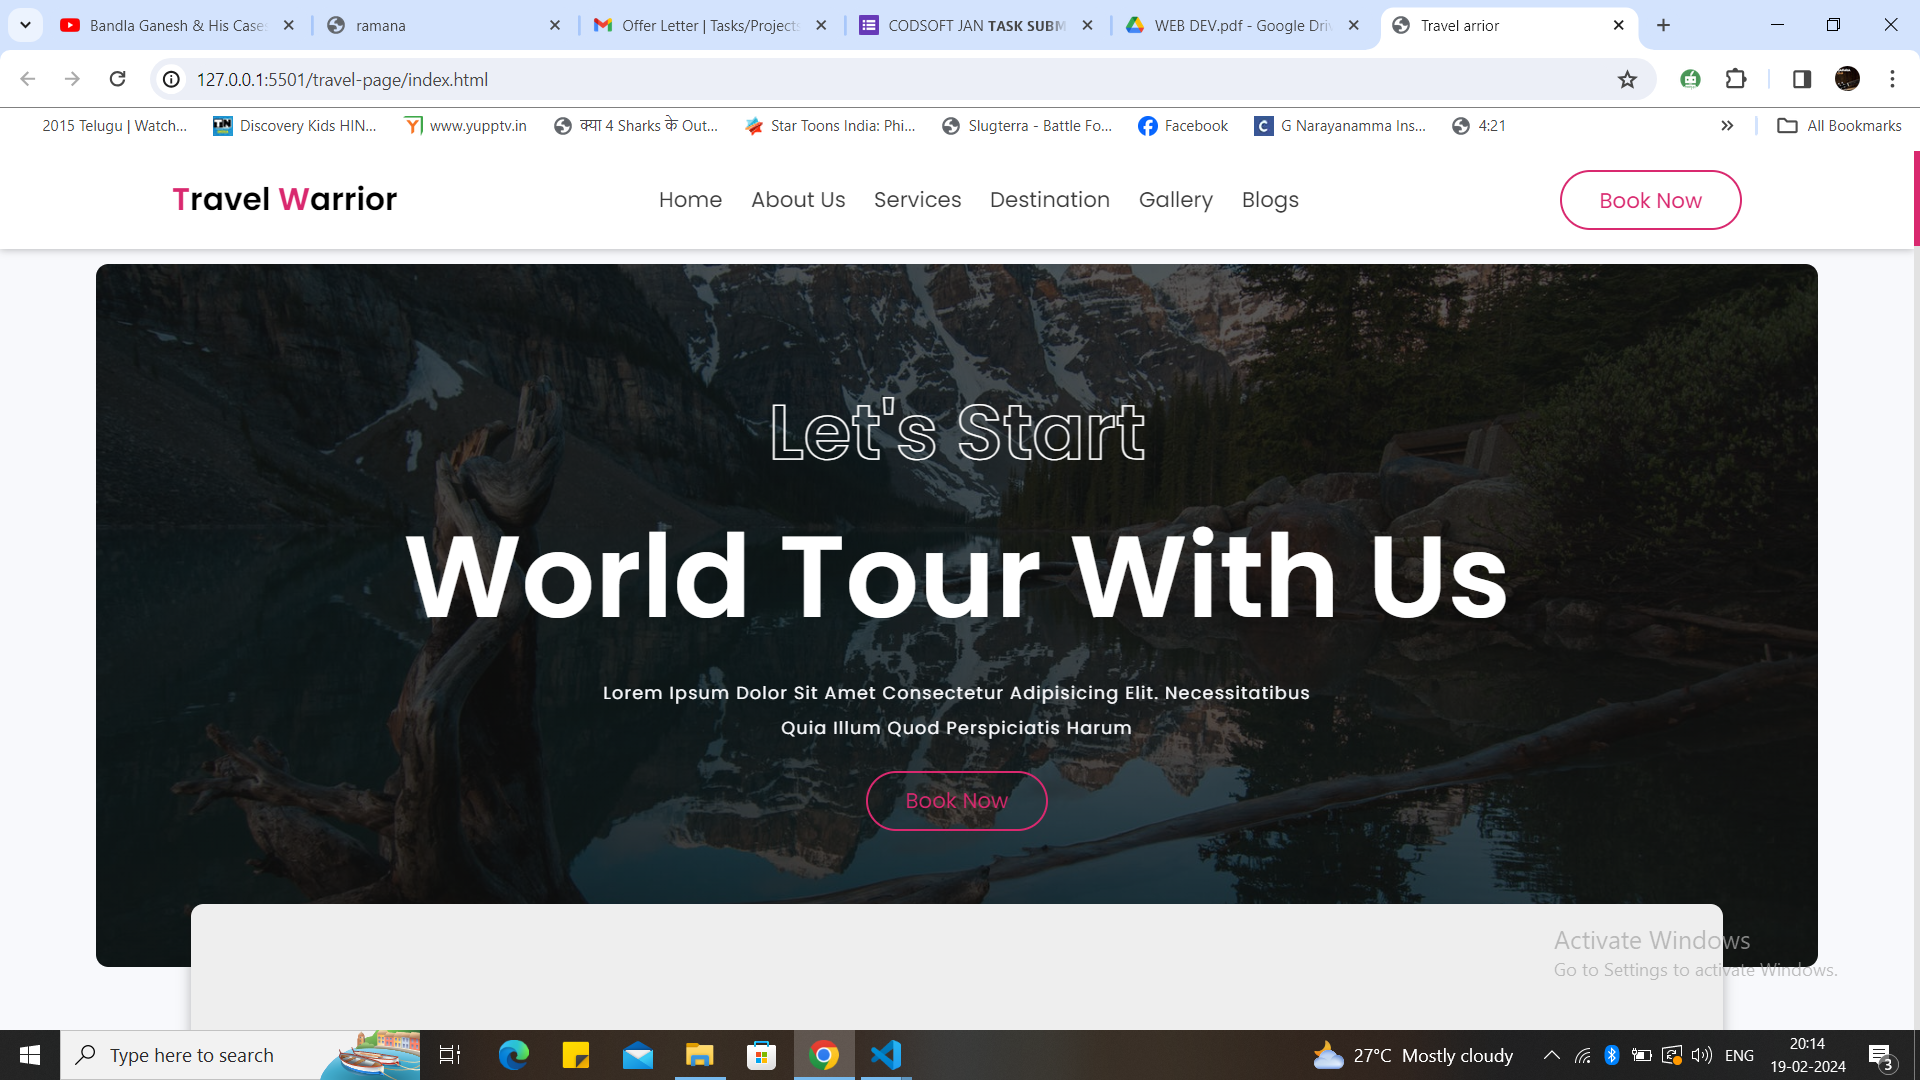 Bandla Ganesh & His Case
ramana
Offer Letter | Tasks/Projects
CODSOFT JAN TASK SUBM
WEB DEV.pdf - Google Driv
Travel arrior
127.0.0.1:5501/travel-page/index.html
2015 Telugu | Watch...
Discovery Kids HIN...
www.yupptv.in
क्या 4 Sharks के Out...
Star Toons India: Phi...
Slugterra - Battle Fo...
Facebook
G Narayanamma Ins...
4:21
All Bookmarks
Travel Warrior
Home About Us Services Destination Gallery Blogs
Book Now
Let's Start
World Tour With Us
Lorem Ipsum Dolor Sit Amet Consectetur Adipisicing Elit. Necessitatibus
Quia Illum Quod Perspiciatis Harum
Book Now
Activate Windows
Go to Settings to activate Windows.
Type here to search
27°C Mostly cloudy
ENG
20:14
19-02-2024
3